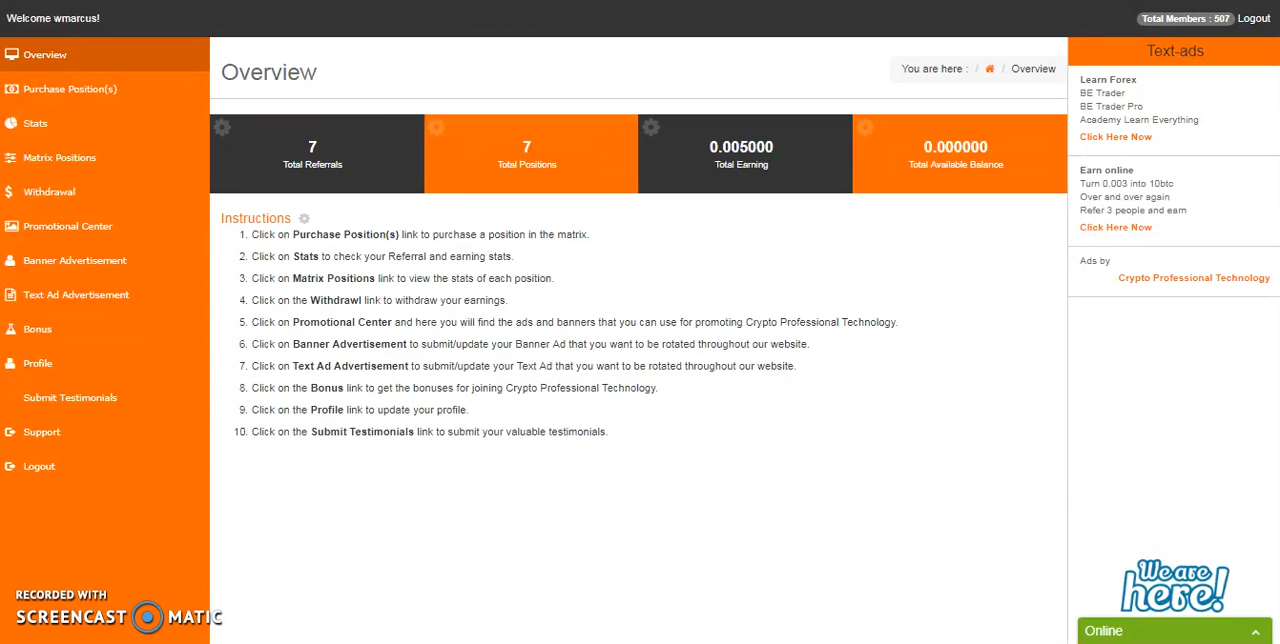 Welcome wmarcus!
Total Members : 507 Logout
Overview
Purchase Position(s)
Stats
Matrix Positions
Withdrawal
Promotional Center
Banner Advertisement
Text Ad Advertisement
Bonus
Profile
Submit Testimonials
Support
Logout
RECORDED WITH
SCREENCAST MATIC
Overview
You are here : / / Overview
7
Total Referrals
7
Total Positions
0.005000
Total Earning
0.000000
Total Available Balance
Instructions
1. Click on Purchase Position(s) link to purchase a position in the matrix.
2. Click on Stats to check your Referral and earning stats.
3. Click on Matrix Positions link to view the stats of each position.
4. Click on the Withdrawl link to withdraw your earnings.
5. Click on Promotional Center and here you will find the ads and banners that you can use for promoting Crypto Professional Technology.
6. Click on Banner Advertisement to submit/update your Banner Ad that you want to be rotated throughout our website.
7. Click on Text Ad Advertisement to submit/update your Text Ad that you want to be rotated throughout our website.
8. Click on the Bonus link to get the bonuses for joining Crypto Professional Technology.
9. Click on the Profile link to update your profile.
10. Click on the Submit Testimonials link to submit your valuable testimonials.
Text-ads
Learn Forex
BE Trader
BE Trader Pro
Academy Learn Everything
Click Here Now
Earn online
Turn 0.003 into 10btc
Over and over again
Refer 3 people and earn
Click Here Now
Ads by
Crypto Professional Technology
We are
here!
Online